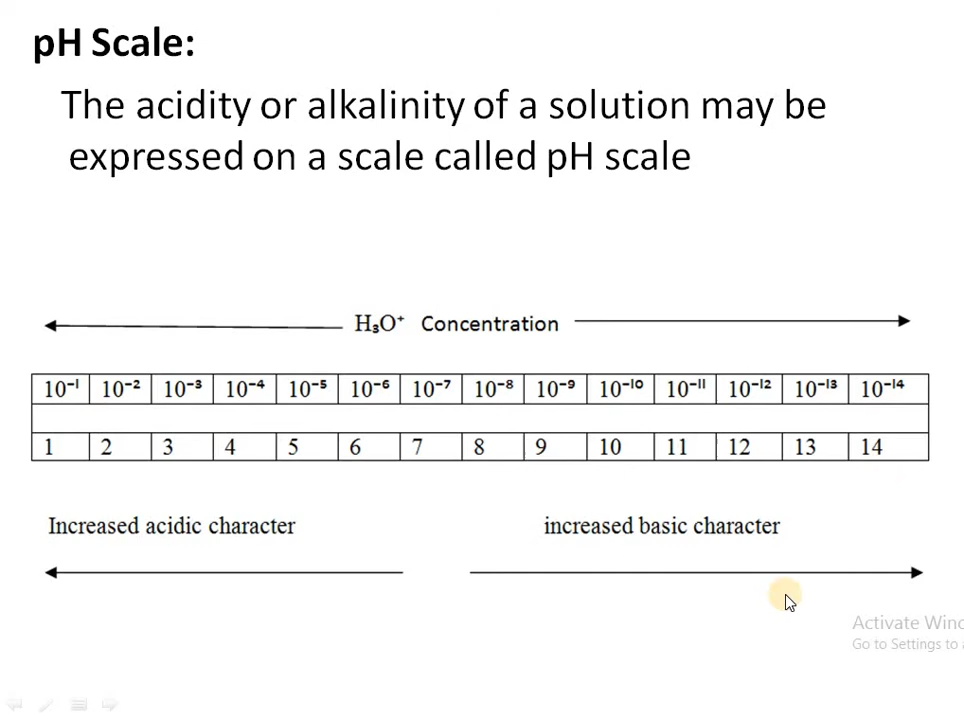 pH Scale:
The acidity or alkalinity of a solution may be
expressed on a scale called pH scale
H₃O⁺ Concentration
10⁻¹ 10⁻² 10⁻³ 10⁻⁴ 10⁻⁵ 10⁻⁶ 10⁻⁷ 10⁻⁸ 10⁻⁹ 10⁻¹⁰ 10⁻¹¹ 10⁻¹² 10⁻¹³ 10⁻¹⁴
1 2 3 4 5 6 7 8 9 10 11 12 13 14
Increased acidic character increased basic character
Activate
Go to Settings to